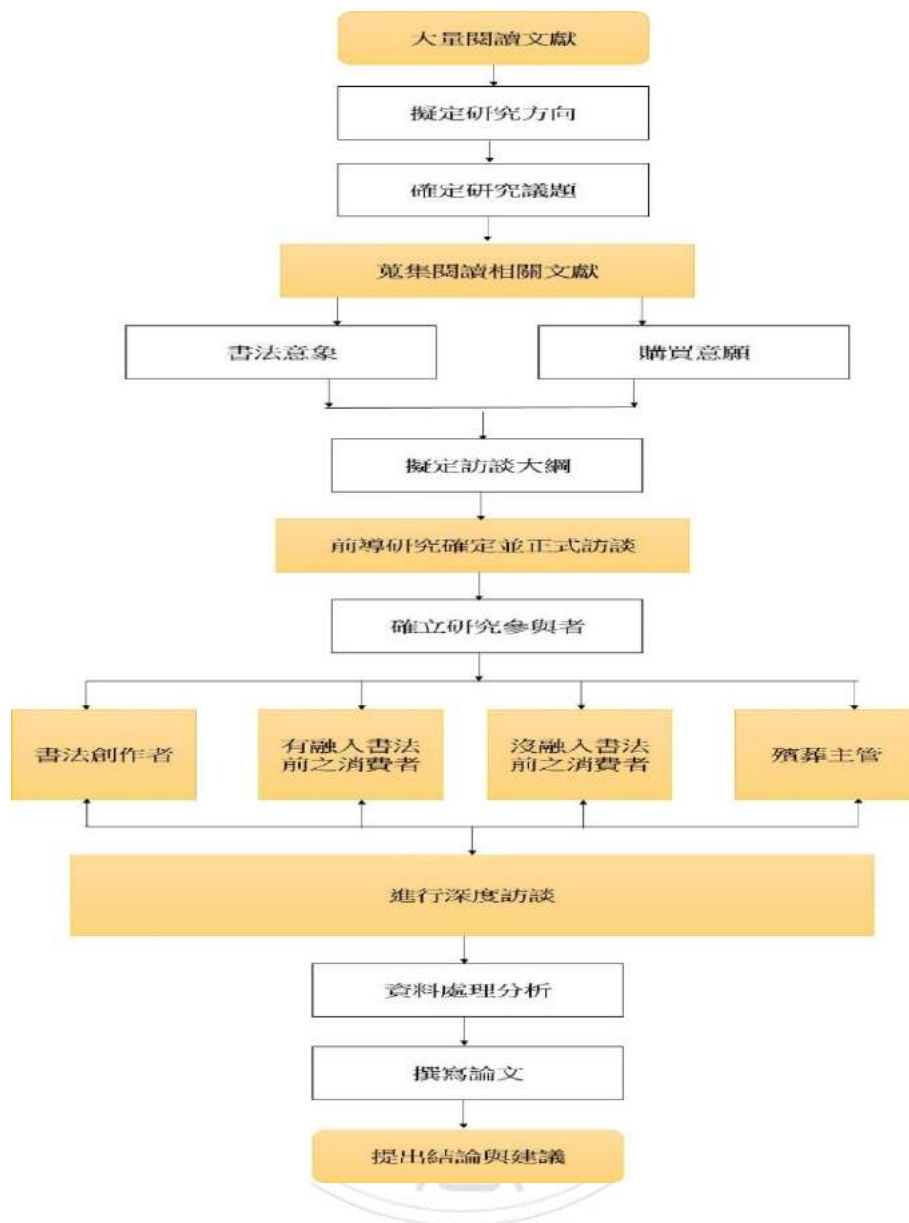 大量閱讀文獻
擬定研究方向
確定研究議題
蒐集閱讀相關文獻
書法意象
購買意願
擬定訪談大綱
前導研究確定並正式訪談
確立研究參與者
書法創作者
有融入書法
前之消費者
沒融入書法
前之消費者
殯葬主管
進行深度訪談
資料處理分析
撰寫論文
提出結論與建議